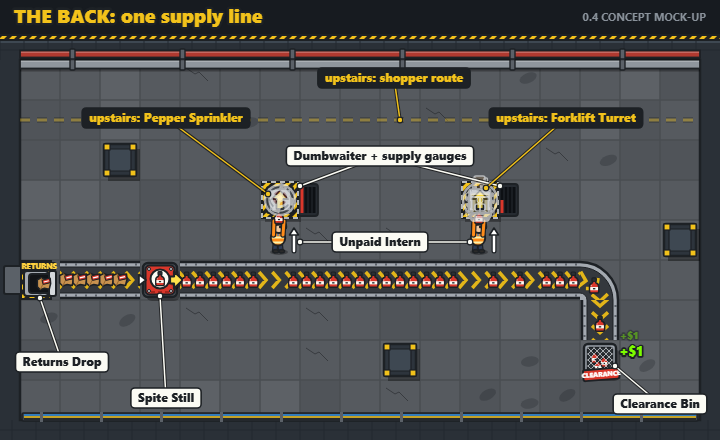 THE BACK: one supply line
0.4 CONCEPT MOCK-UP
upstairs: shopper route
upstairs: Pepper Sprinkler
upstairs: Forklift Turret
Dumbwaiter + supply gauges
Unpaid Intern
RETURNS
+$1
+$1
CLEARANCE
Returns Drop
Spite Still
Clearance Bin